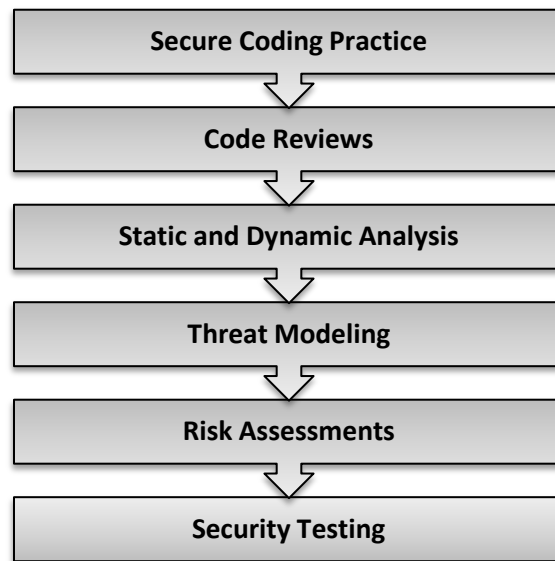 Secure Coding Practice
Code Reviews
Static and Dynamic Analysis
Threat Modeling
Risk Assessments
Security Testing